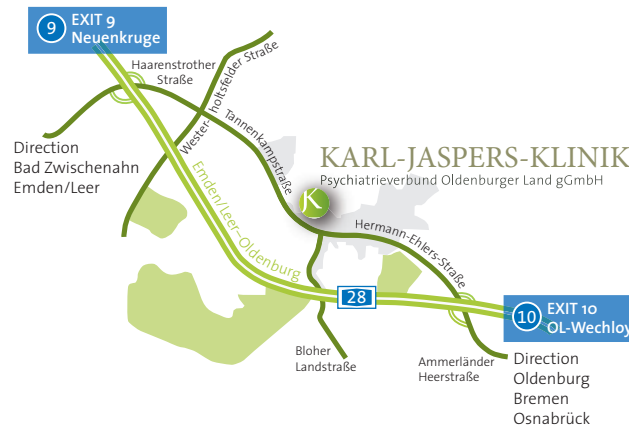 9
EXIT 9
Neuenkruge
Haarenstrother
Straße
Wester-
holtsfelder Straße
Tannenkampstraße
Direction
Bad Zwischenahn
Emden/Leer
KARL-JASPERS-KLINIK
Psychiatrieverbund Oldenburger Land gGmbH
K
Emden/Leer–Oldenburg
Hermann-Ehlers-Straße
28
10
EXIT 10
OL-Wechloy
Bloher
Landstraße
Ammerländer
Heerstraße
Direction
Oldenburg
Bremen
Osnabrück